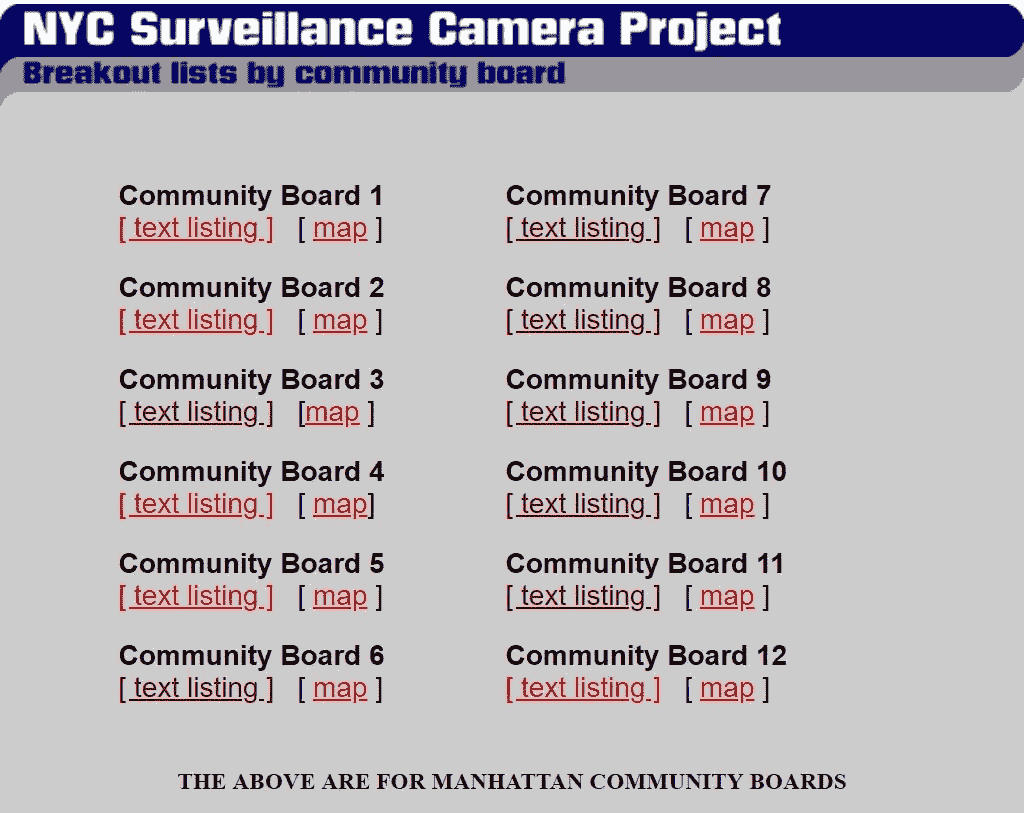 NYC Surveillance Camera Project
Breakout lists by community board
Community Board 1
[ text listing ] [ map ]
Community Board 2
[ text listing ] [ map ]
Community Board 3
[ text listing ] [map ]
Community Board 4
[ text listing ] [ map]
Community Board 5
[ text listing ] [ map ]
Community Board 6
[ text listing ] [ map ]
Community Board 7
[ text listing ] [ map ]
Community Board 8
[ text listing ] [ map ]
Community Board 9
[ text listing ] [ map ]
Community Board 10
[ text listing ] [ map ]
Community Board 11
[ text listing ] [ map ]
Community Board 12
[ text listing ] [ map ]
THE ABOVE ARE FOR MANHATTAN COMMUNITY BOARDS